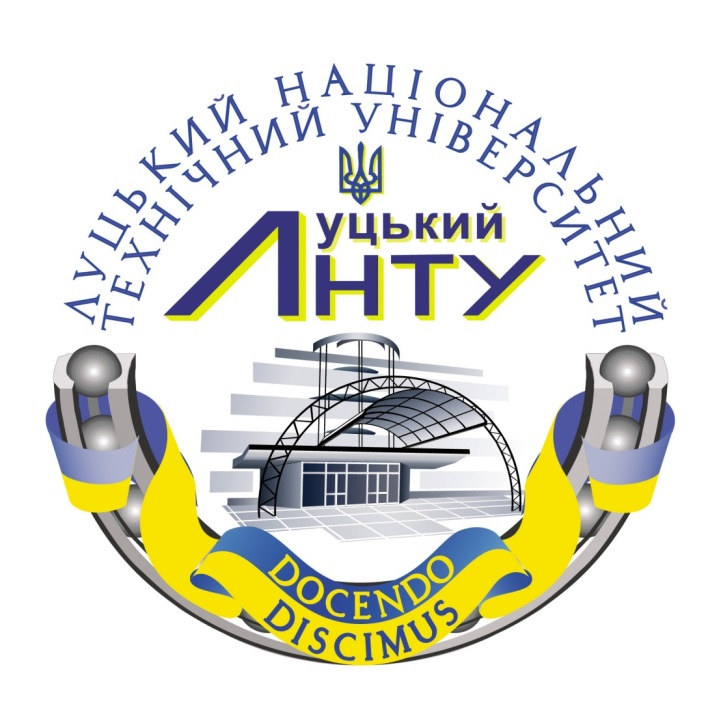 ЛУЦЬКИЙ НАЦІОНАЛЬНИЙ
ТЕХНІЧНИЙ УНІВЕРСИТЕТ
Луцький
ЛНТУ
DOCENDO
DISCIMUS